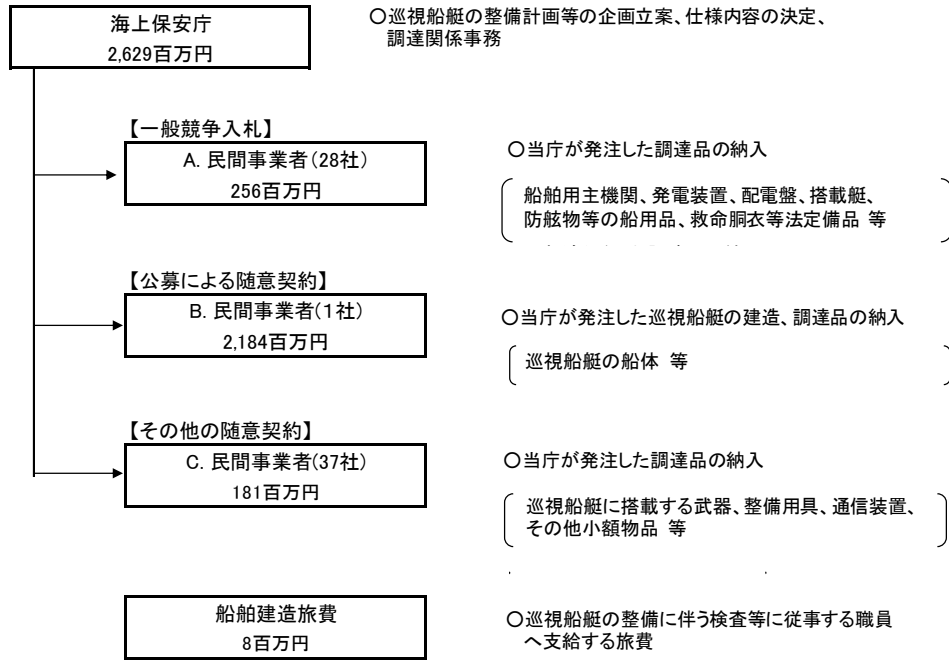 海上保安庁
2,629百万円
○巡視船艇の整備計画等の企画立案、仕様内容の決定、
調達関係事務
【一般競争入札】
A. 民間事業者(28社)
256百万円
○当庁が発注した調達品の納入
船舶用主機関、発電装置、配電盤、搭載艇、
防舷物等の船用品、救命胴衣等法定備品 等
【公募による随意契約】
B. 民間事業者(1社)
2,184百万円
○当庁が発注した巡視船艇の建造、調達品の納入
巡視船艇の船体 等
【その他の随意契約】
C. 民間事業者(37社)
181百万円
○当庁が発注した調達品の納入
巡視船艇に搭載する武器、整備用具、通信装置、
その他小額物品 等
船舶建造旅費
8百万円
○巡視船艇の整備に伴う検査等に従事する職員
へ支給する旅費